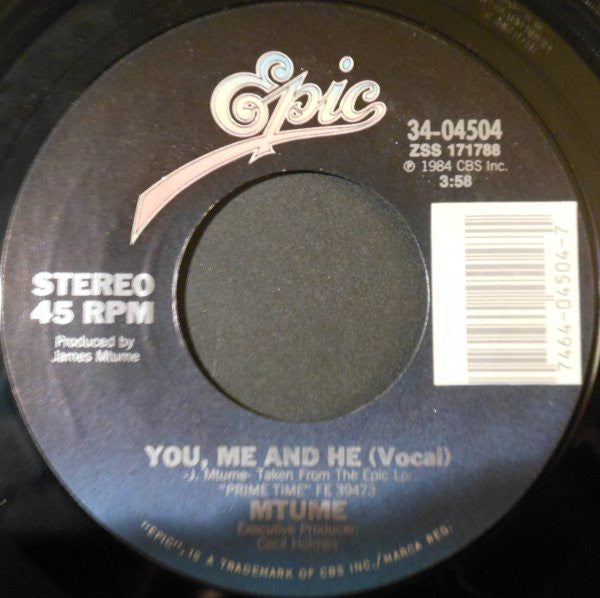 Epic
34-04504
ZSS 171788
℗ 1984 CBS Inc.
3:58
STEREO
45 RPM
Produced by
James Mtume
7464-04504-7
YOU, ME AND HE (Vocal)
-J. Mtume- Taken From The Epic Lp:
"PRIME TIME" FE 39473
MTUME
Executive Producer:
Cecil Holmes
"EPIC", IS A TRADEMARK OF CBS INC./MARCA REG.